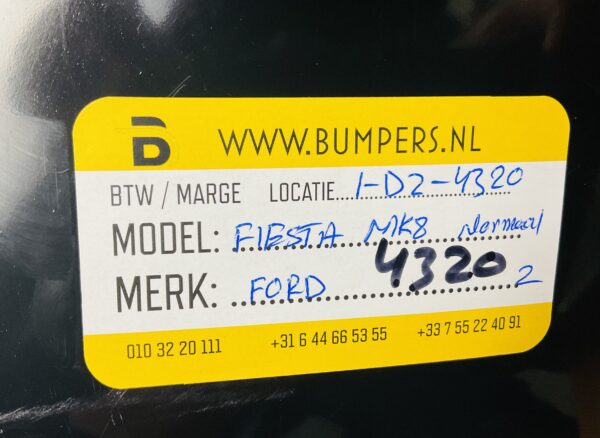 WWW.BUMPERS.NL
BTW / MARGE LOCATIE 1-D2-4320
MODEL: FIESTA MK8 Normaal
MERK: FORD 4320 2
010 32 20 111 +31 6 44 66 53 55 +33 7 55 22 40 91